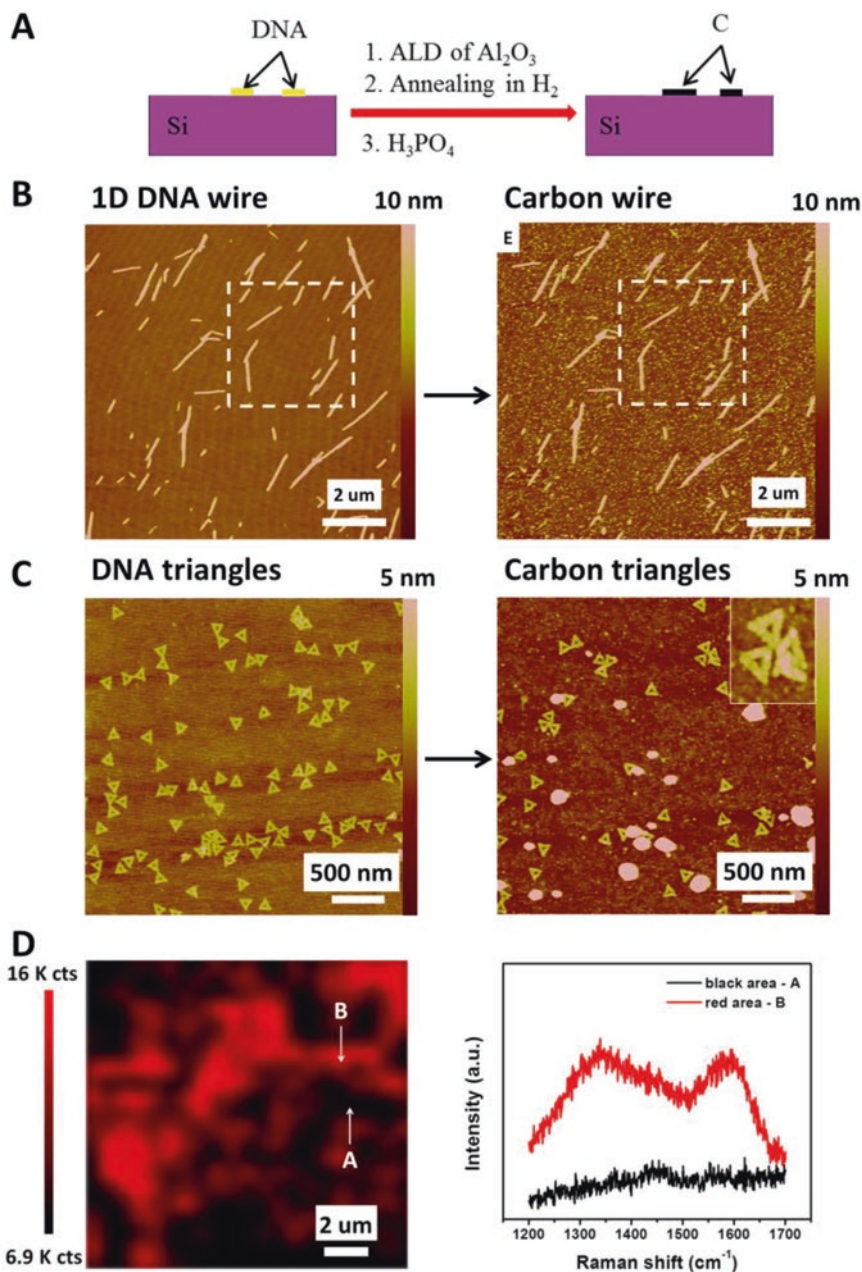 A
DNA
Si
1. ALD of Al₂O₃
2. Annealing in H₂
3. H₃PO₄
C
Si
B
1D DNA wire
10 nm
2 um
Carbon wire
10 nm
E
2 um
C
DNA triangles
5 nm
500 nm
Carbon triangles
5 nm
500 nm
D
16 K cts
6.9 K cts
B
A
2 um
black area - A
red area - B
Intensity (a.u.)
1200 1300 1400 1500 1600 1700
Raman shift (cm⁻¹)